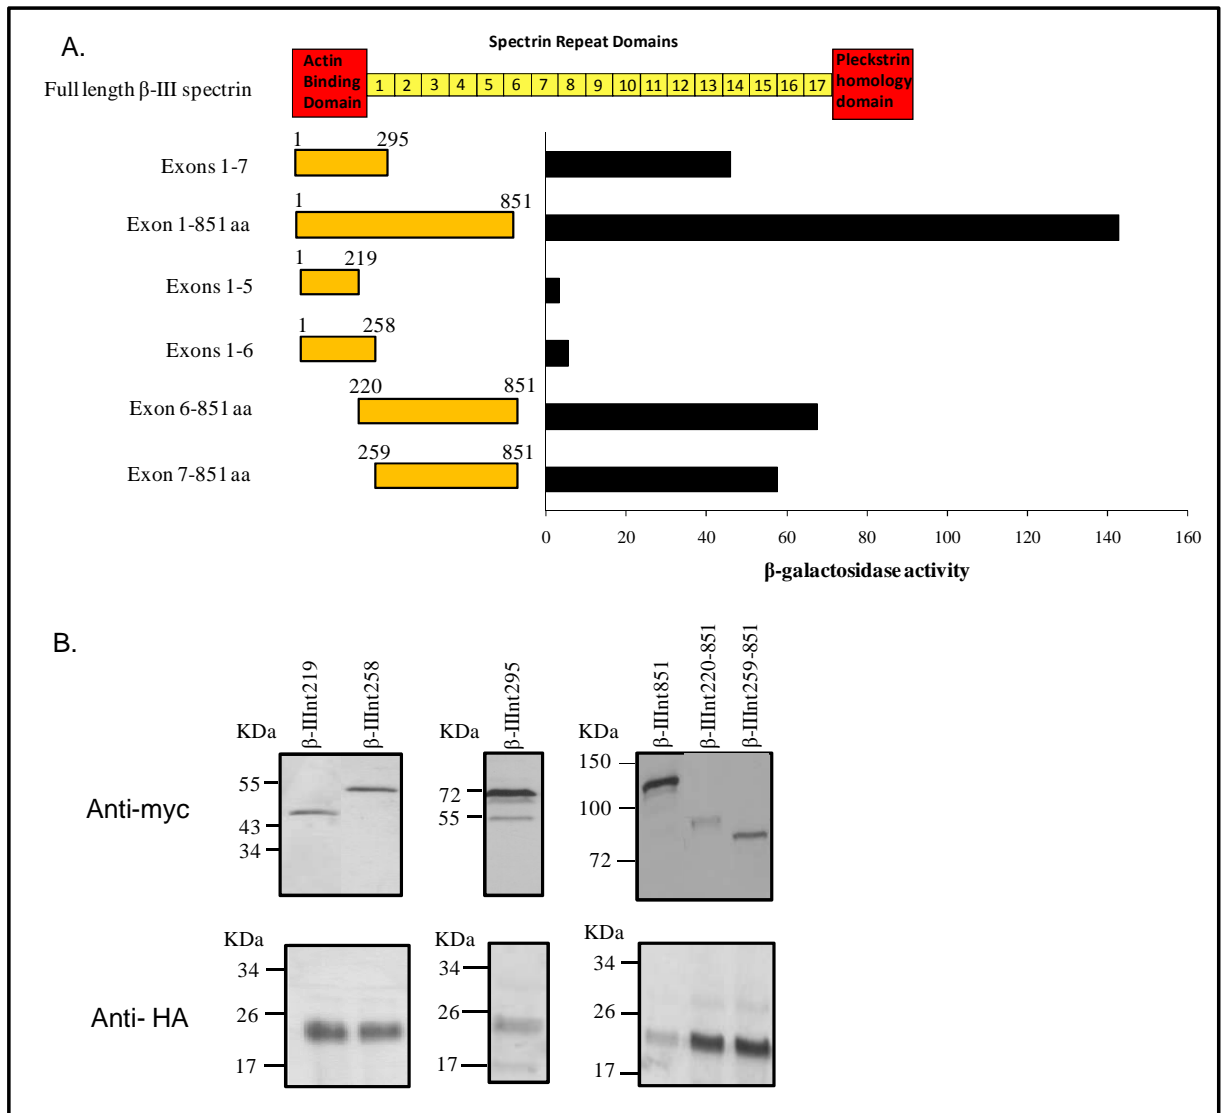 A.
Spectrin Repeat Domains
Full length β-III spectrin
Actin
Binding
Domain
1 2 3 4 5 6 7 8 9 10 11 12 13 14 15 16 17
Pleckstrin
homology
domain
1 295
Exons 1-7
1 851
Exon 1-851 aa
1 219
Exons 1-5
1 258
Exons 1-6
220 851
Exon 6-851 aa
259 851
Exon 7-851 aa
0 20 40 60 80 100 120 140 160
β-galactosidase activity
B.
β-IIInt219
β-IIInt258
β-IIInt295
β-IIInt851
β-IIInt220-851
β-IIInt259-851
Anti-myc
KDa
55
43
34
KDa
72
55
KDa
150
100
72
Anti- HA
KDa
34
26
17
KDa
34
26
17
KDa
34
26
17